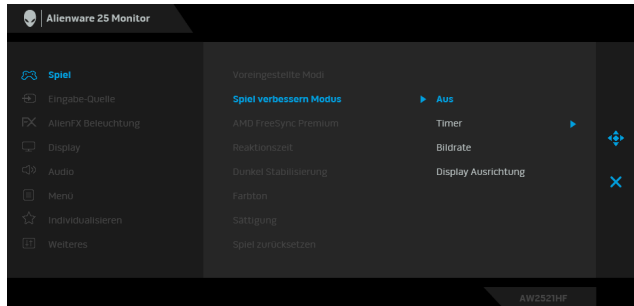 Alienware 25 Monitor
Spiel
Voreingestellte Modi
Eingabe-Quelle
Spiel verbessern Modus
Aus
FX AlienFX Beleuchtung
AMD FreeSync Premium
Timer
Display
Reaktionszeit
Bildrate
Audio
Dunkel Stabilisierung
Display Ausrichtung
Menü
Farbton
Individualisieren
Sättigung
Weiteres
Spiel zurücksetzen
AW2521HF